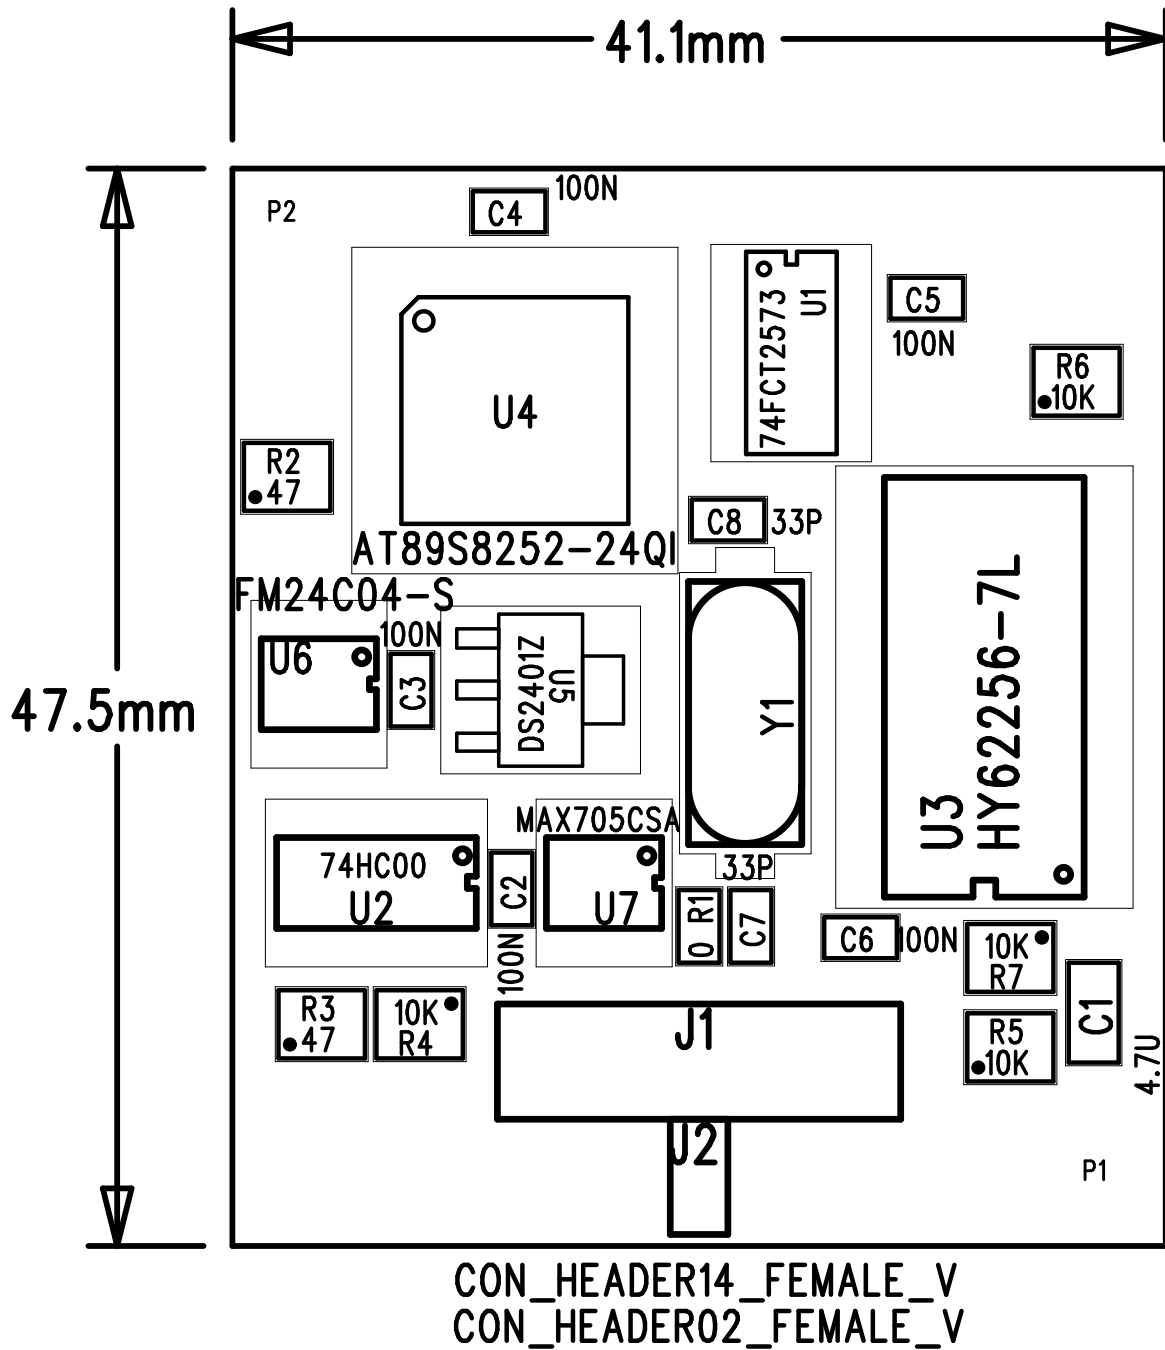 41.1mm
100N
P2
C4
U1
74FCT2573
C5
100N
R6
10K
U4
R2
47
C8 33P
AT89S8252-24QI
FM24C04-S
100N
U6
C3
DS2401Z
U5
Y1
HY62256-7L
U3
47.5mm
MAX705CSA
74HC00
U2
C2
100N
U7
33P
0 R1
C7
C6 100N
10K
R7
R3
47
10K
R4
J1
R5
10K
C1
4.7U
J2
P1
CON_HEADER14_FEMALE_V
CON_HEADER02_FEMALE_V